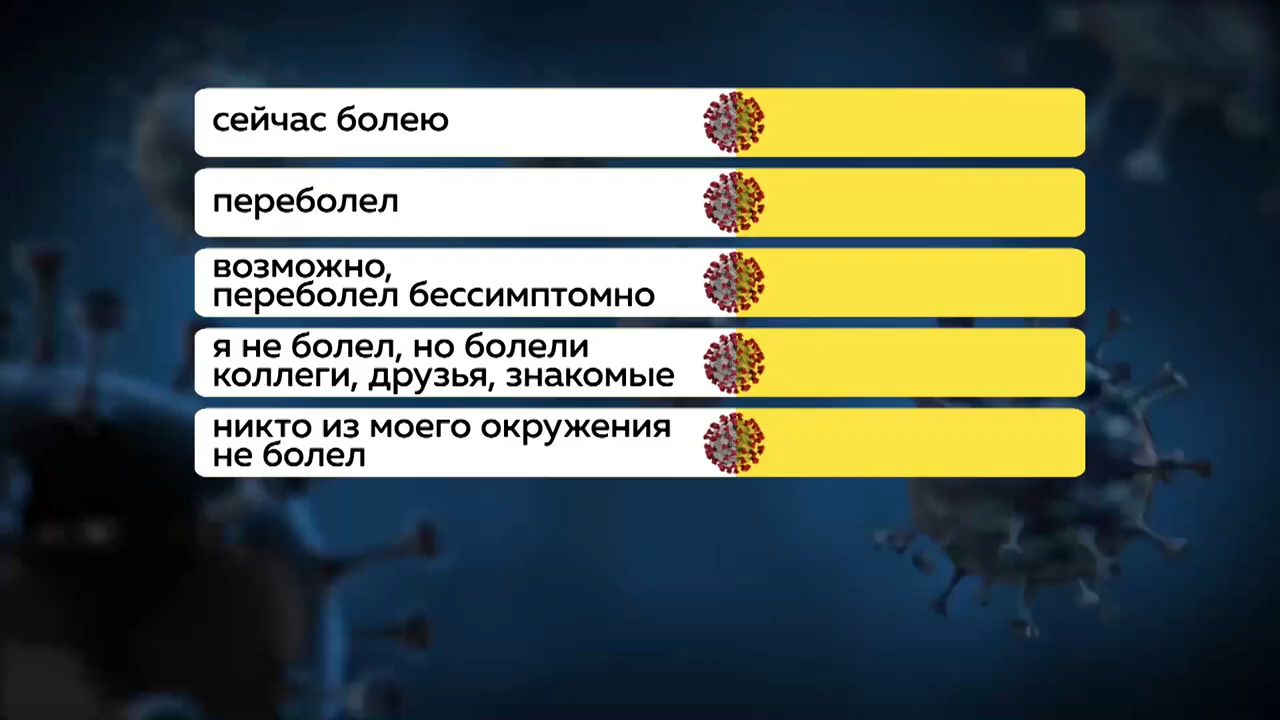 сейчас болею
переболел
возможно,
переболел бессимптомно
я не болел, но болели
коллеги, друзья, знакомые
никто из моего окружения
не болел